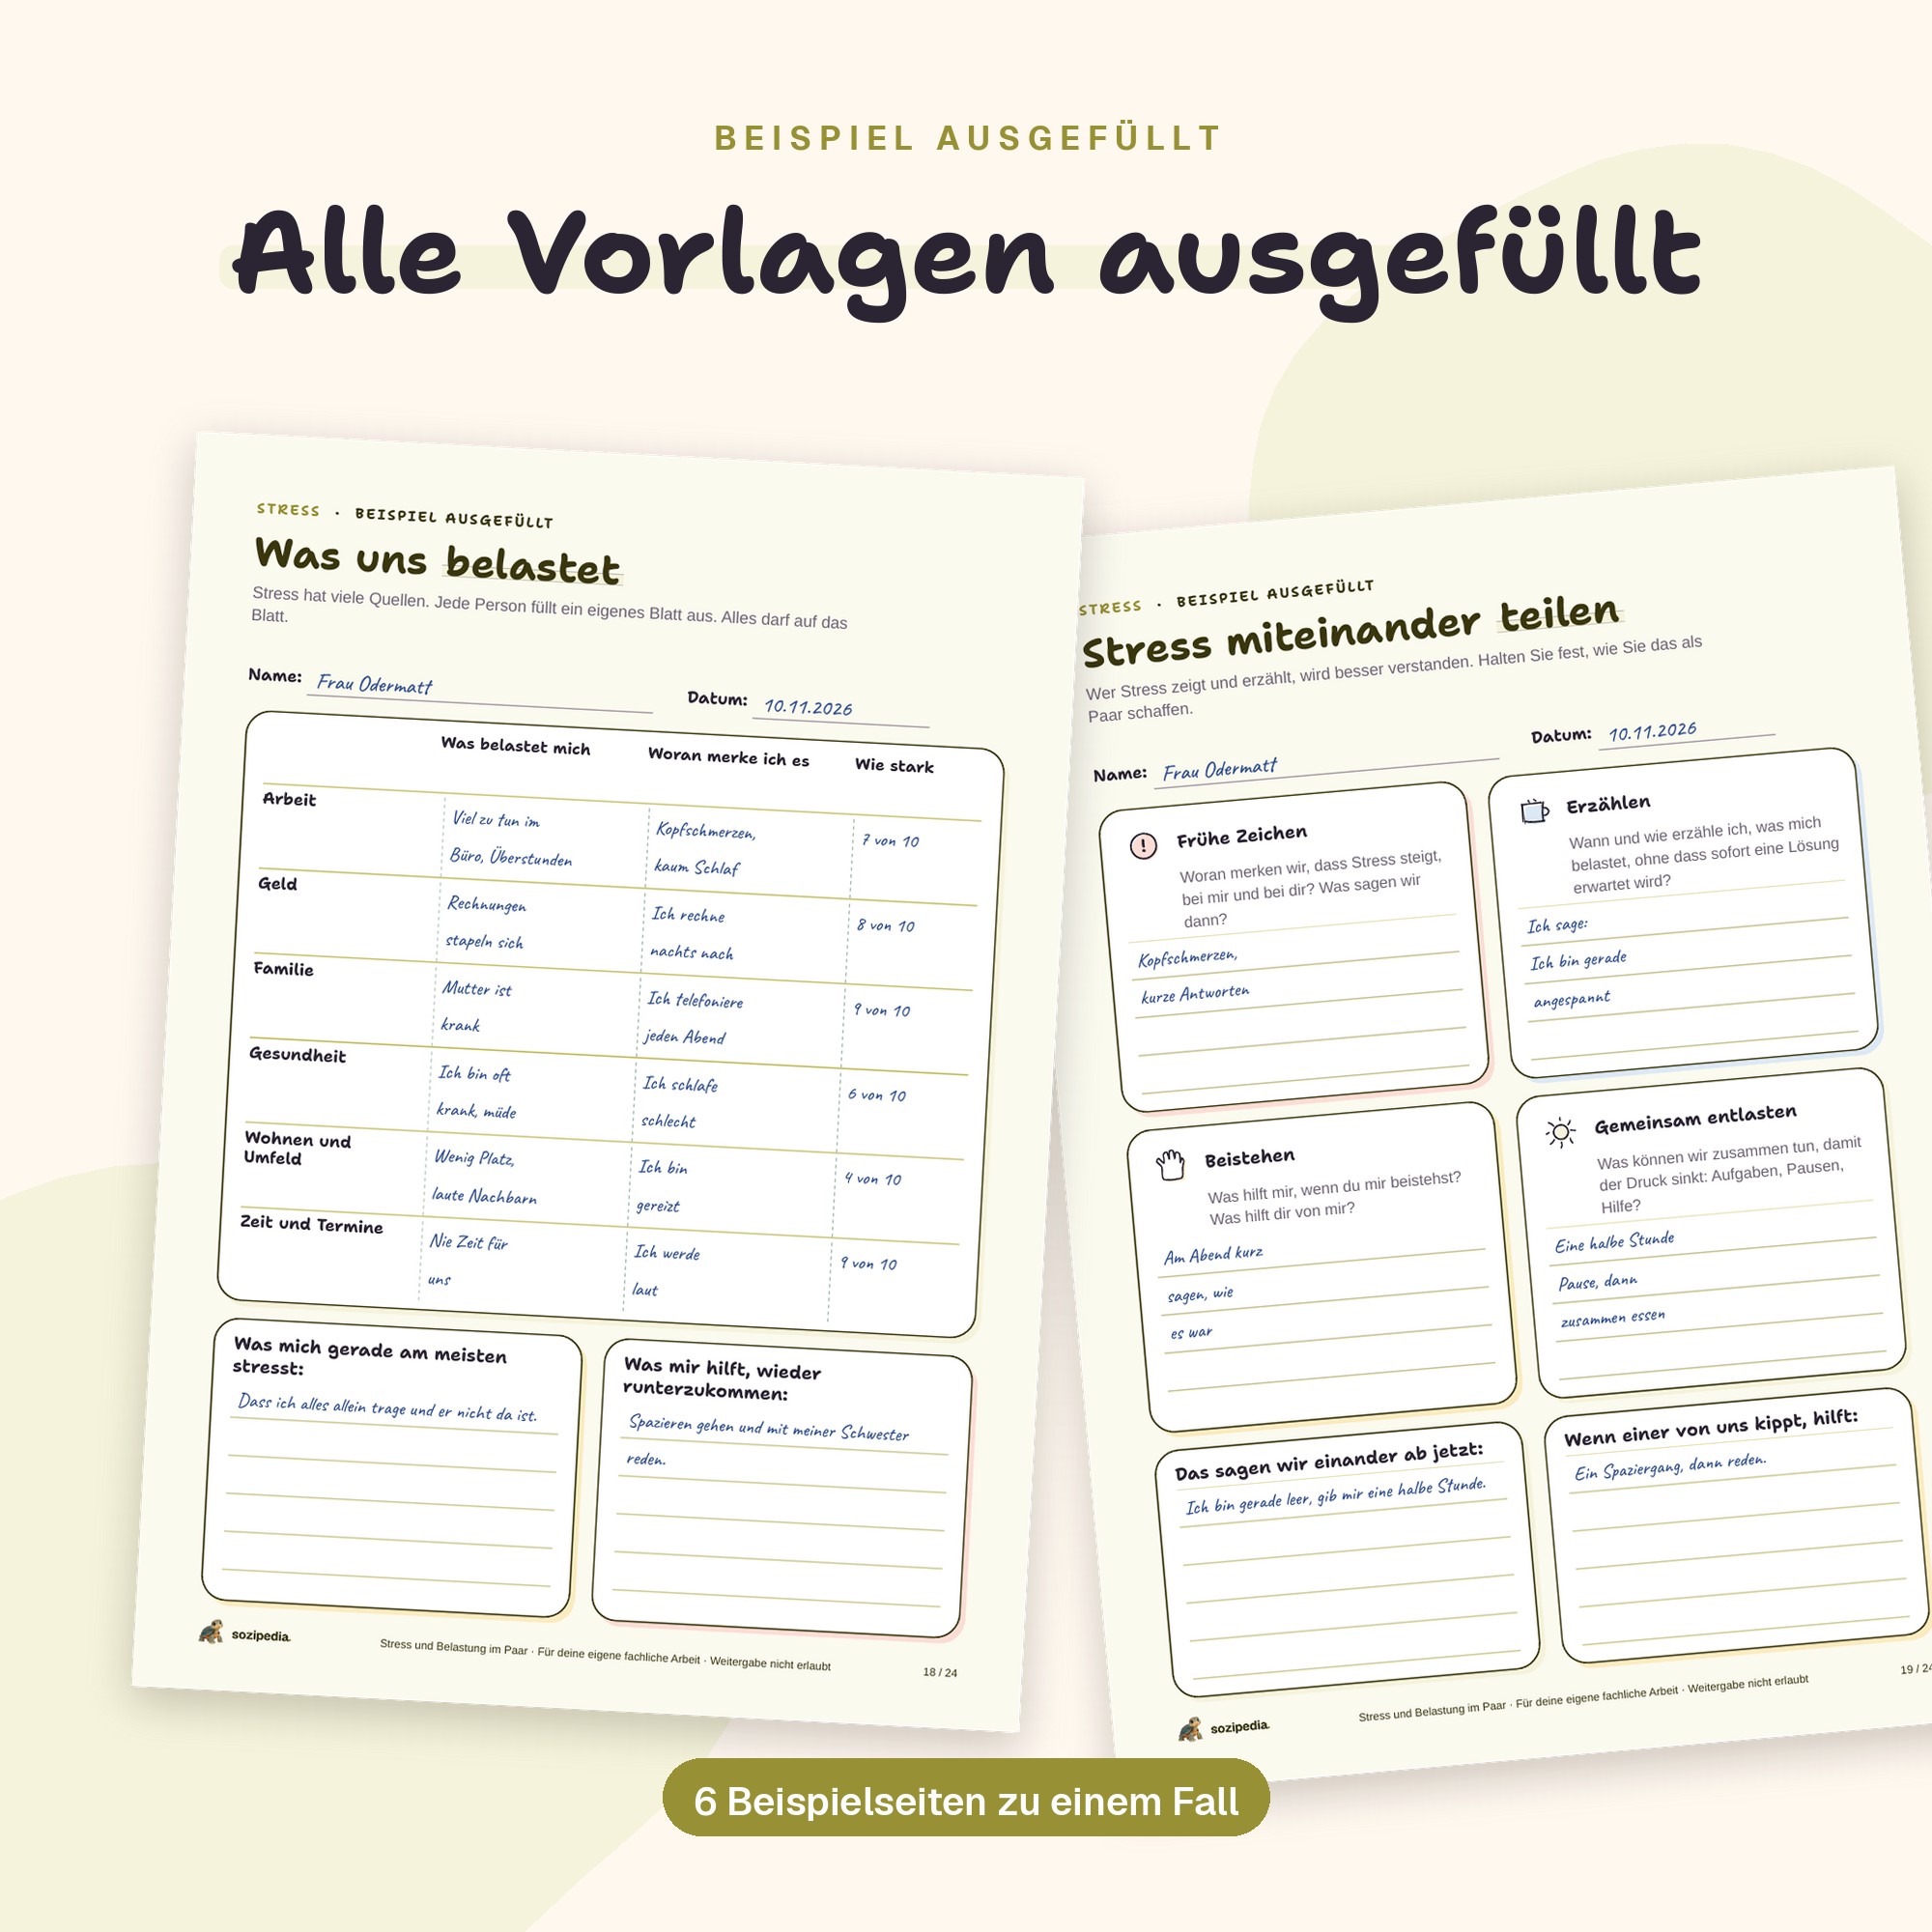 BEISPIEL AUSGEFÜLLT
Alle Vorlagen ausgefüllt
STRESS · BEISPIEL AUSGEFÜLLT
Was uns belastet
Stress hat viele Quellen. Jede Person füllt ein eigenes Blatt aus. Alles darf auf das
Blatt.
Name: Frau Odermatt Datum: 10.11.2026
Was belastet mich Woran merke ich es Wie stark
Arbeit
Viel zu tun im
Büro, Überstunden
Kopfschmerzen,
kaum Schlaf
7 von 10
Geld
Rechnungen
stapeln sich
Ich rechne
nachts nach
8 von 10
Familie
Mutter ist
krank
Ich telefoniere
jeden Abend
9 von 10
Gesundheit
Ich bin oft
krank, müde
Ich schlafe
schlecht
6 von 10
Wohnen und
Umfeld
Wenig Platz,
laute Nachbarn
Ich bin
gereizt
4 von 10
Zeit und Termine
Nie Zeit für
uns
Ich werde
laut
9 von 10
Was mich gerade am meisten
stresst:
Dass ich alles allein trage und er nicht da ist.
Was mir hilft, wieder
runterzukommen:
Spazieren gehen und mit meiner Schwester
reden.
sozipedia.
Stress und Belastung im Paar · Für deine eigene fachliche Arbeit · Weitergabe nicht erlaubt
18 / 24
STRESS · BEISPIEL AUSGEFÜLLT
Stress miteinander teilen
Wer Stress zeigt und erzählt, wird besser verstanden. Halten Sie fest, wie Sie das als
Paar schaffen.
Name: Frau Odermatt Datum: 10.11.2026
Frühe Zeichen
Woran merken wir, dass Stress steigt,
bei mir und bei dir? Was sagen wir
dann?
Kopfschmerzen,
kurze Antworten
Erzählen
Wann und wie erzähle ich, was mich
belastet, ohne dass sofort eine Lösung
erwartet wird?
Ich sage:
Ich bin gerade
angespannt
Beistehen
Was hilft mir, wenn du mir beistehst?
Was hilft dir von mir?
Am Abend kurz
sagen, wie
es war
Gemeinsam entlasten
Was können wir zusammen tun, damit
der Druck sinkt: Aufgaben, Pausen,
Hilfe?
Eine halbe Stunde
Pause, dann
zusammen essen
Das sagen wir einander ab jetzt:
Ich bin gerade leer, gib mir eine halbe Stunde.
Wenn einer von uns kippt, hilft:
Ein Spaziergang, dann reden.
sozipedia.
Stress und Belastung im Paar · Für deine eigene fachliche Arbeit · Weitergabe nicht erlaubt
19 / 24
6 Beispielseiten zu einem Fall